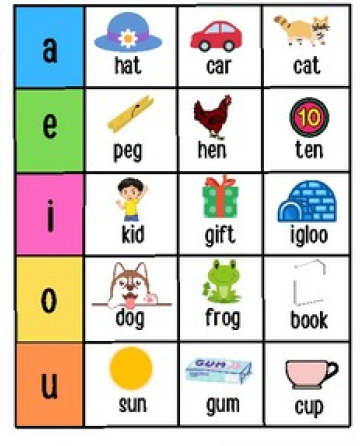 a
hat car cat
e
10
peg hen ten
i
kid gift igloo
o
dog frog book
u
GUM
sun gum cup